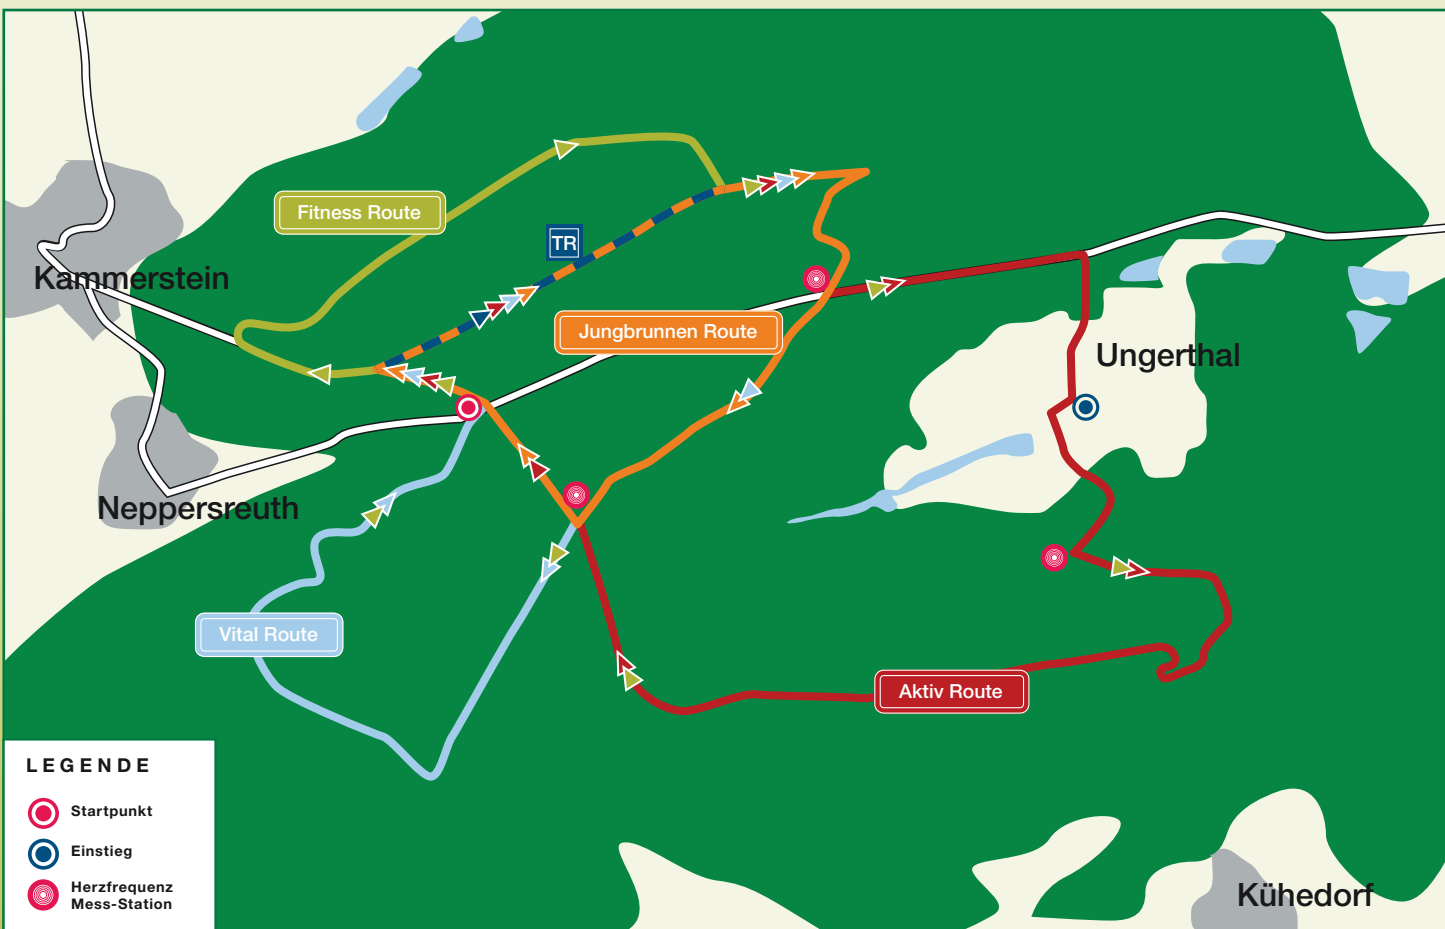 Fitness Route
TR
Kammerstein
Jungbrunnen Route
Ungerthal
Neppersreuth
Vital Route
Aktiv Route
LEGENDE
Startpunkt
Einstieg
Herzfrequenz
Mess-Station
Kühedorf